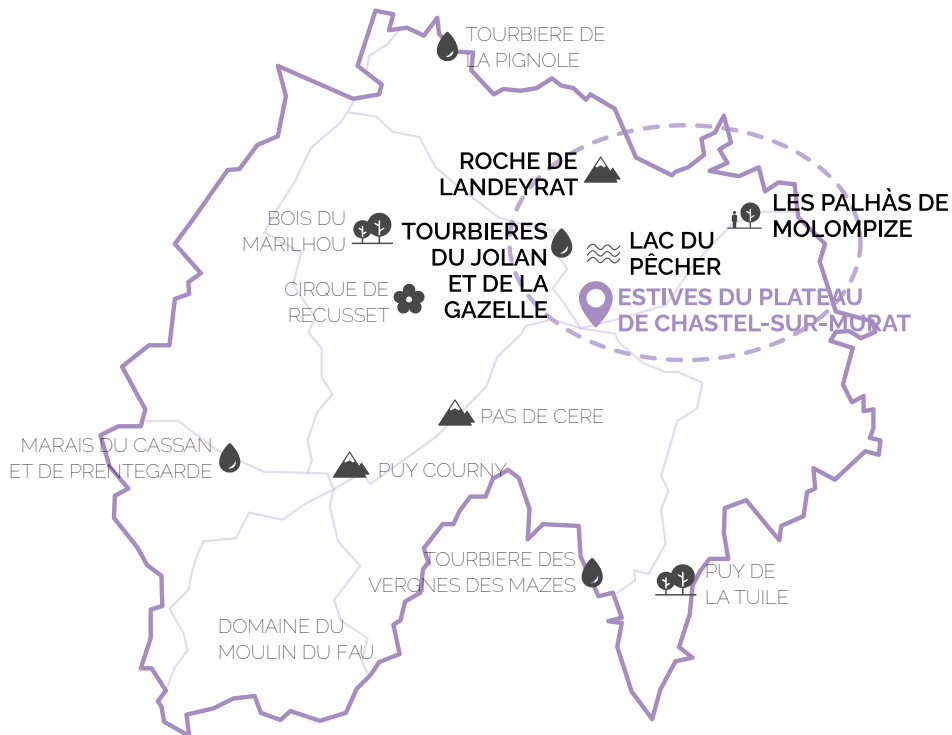 TOURBIERE DE
LA PIGNOLE
ROCHE DE
LANDEYRAT
LES PALHÀS DE
MOLOMPIZE
BOIS DU
MARILHOU
TOURBIERES
DU JOLAN
ET DE LA
GAZELLE
LAC DU
PÊCHER
CIRQUE DE
RECUSSET
ESTIVES DU PLATEAU
DE CHASTEL-SUR-MURAT
PAS DE CERE
MARAIS DU CASSAN
ET DE PRENTEGARDE
PUY COURNY
TOURBIERE DES
VERGNES DES MAZES
PUY DE
LA TUILE
DOMAINE DU
MOULIN DU FAU